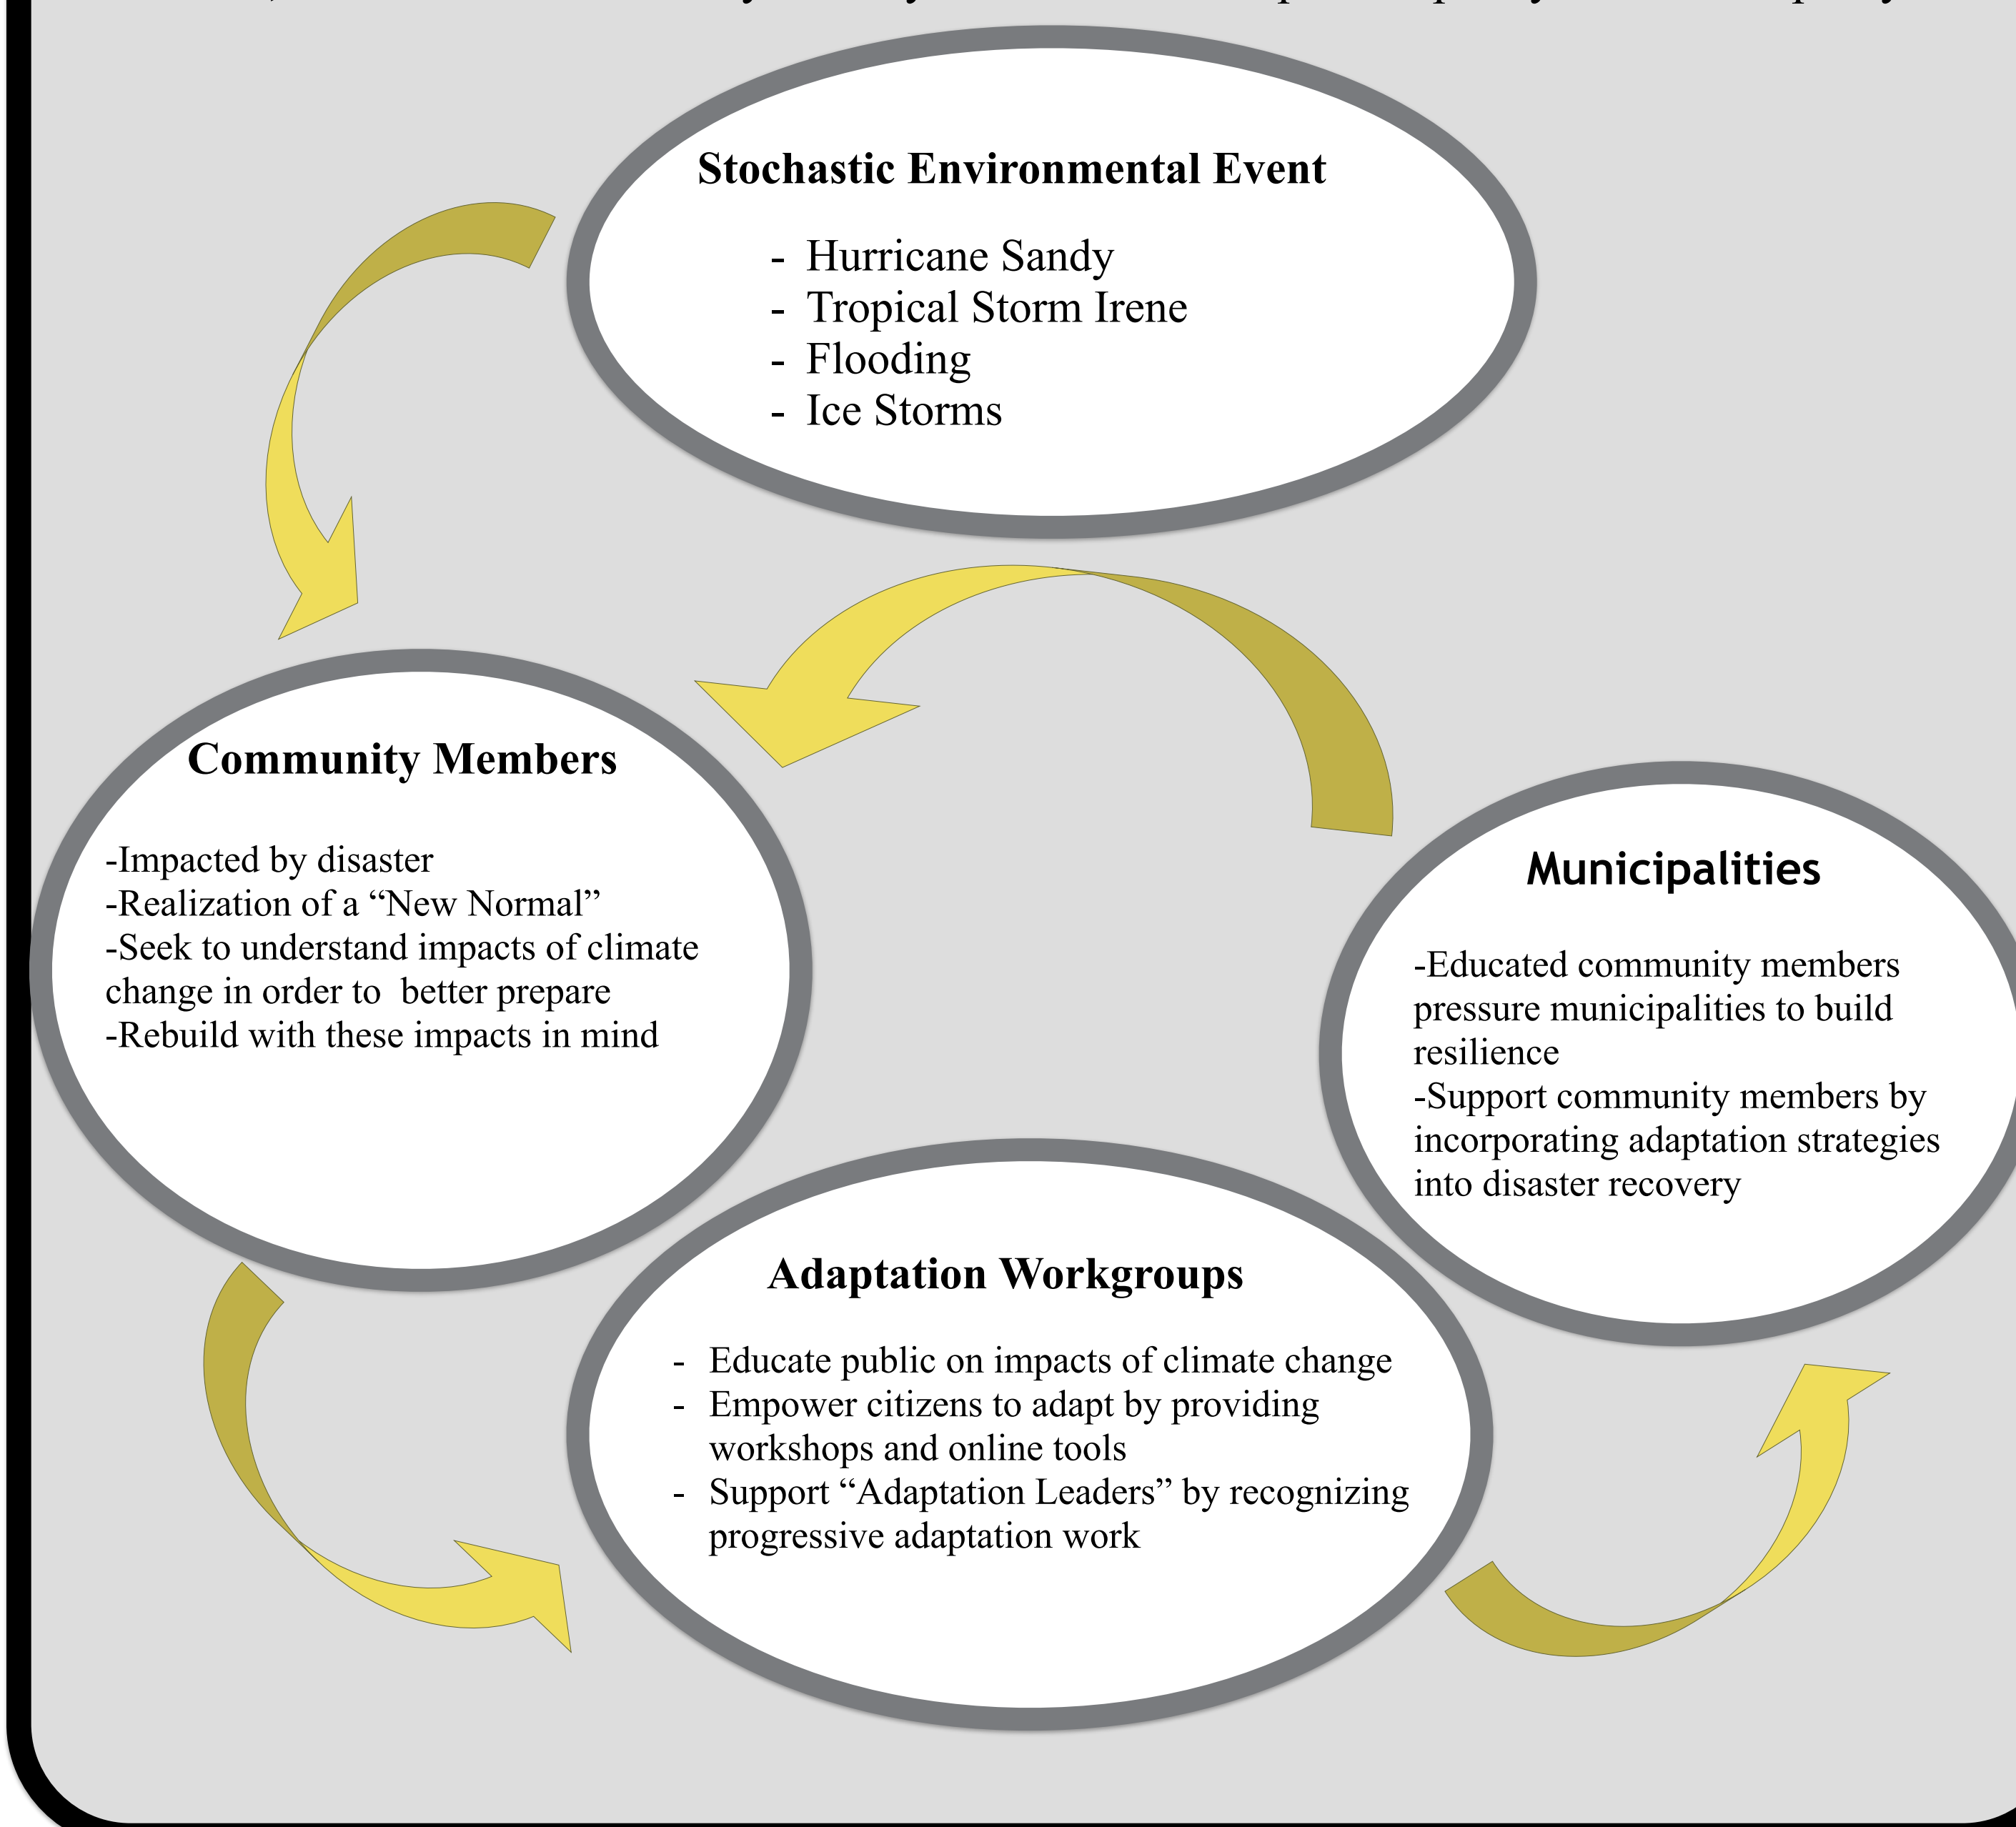 Stochastic Environmental Event
- Hurricane Sandy
- Tropical Storm Irene
- Flooding
- Ice Storms
Community Members
-Impacted by disaster
-Realization of a “New Normal”
-Seek to understand impacts of climate
change in order to  better prepare
-Rebuild with these impacts in mind
Municipalities
-Educated community members
pressure municipalities to build
resilience
-Support community members by
incorporating adaptation strategies
into disaster recovery
Adaptation Workgroups
- Educate public on impacts of climate change
- Empower citizens to adapt by providing
workshops and online tools
- Support “Adaptation Leaders” by recognizing
progressive adaptation work